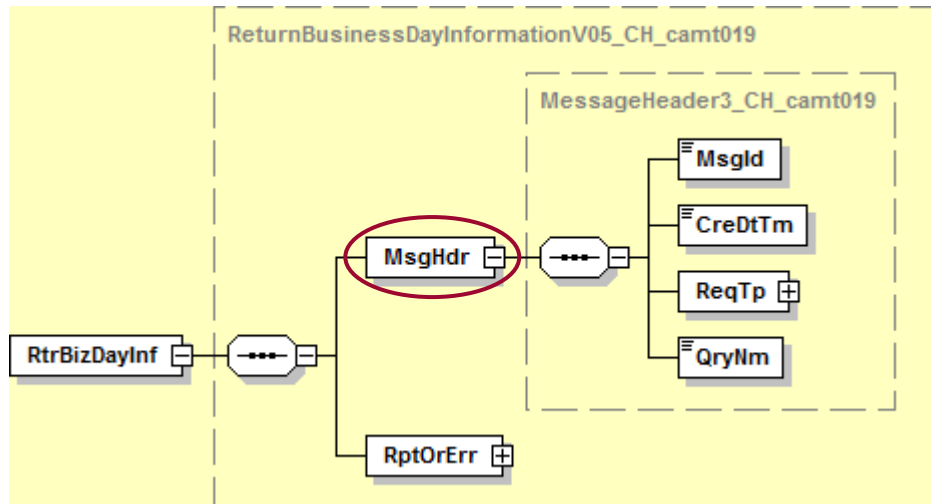 ReturnBusinessDayInformationV05_CH_camt019
MessageHeader3_CH_camt019
MsgId
CreDtTm
MsgHdr
ReqTp
QryNm
RtrBizDayInf
RptOrErr